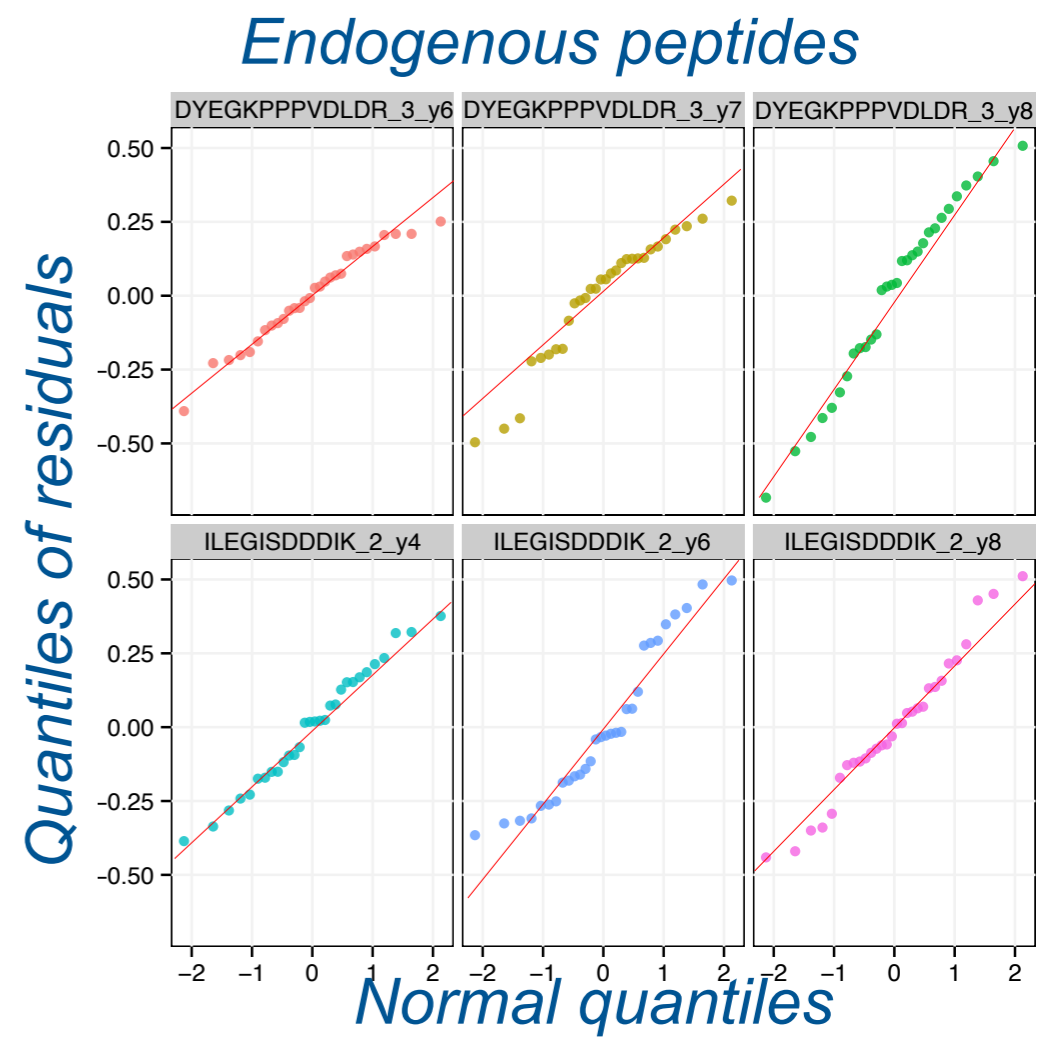 Endogenous peptides
DYEGKPPPVDLDR_3_y6 DYEGKPPPVDLDR_3_y7 DYEGKPPPVDLDR_3_y8
0.50
0.25
0.00
−0.25
−0.50
ILEGISDDDIK_2_y4 ILEGISDDDIK_2_y6 ILEGISDDDIK_2_y8
0.50
0.25
0.00
−0.25
−0.50
−2 −1 0 1 2 −2 −1 0 1 2 −2 −1 0 1 2
Normal quantiles
Quantiles of residuals